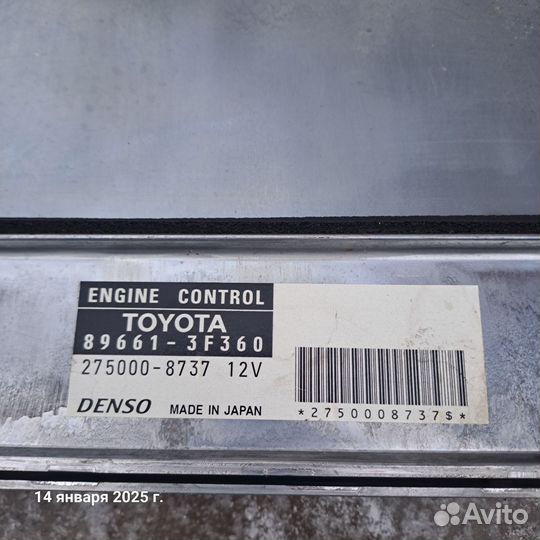 ENGINE CONTROL
TOYOTA
89661-3F360
275000-8737 12V
DENSO MADE IN JAPAN
*2750008737$*
14 января 2025 г.
Avito